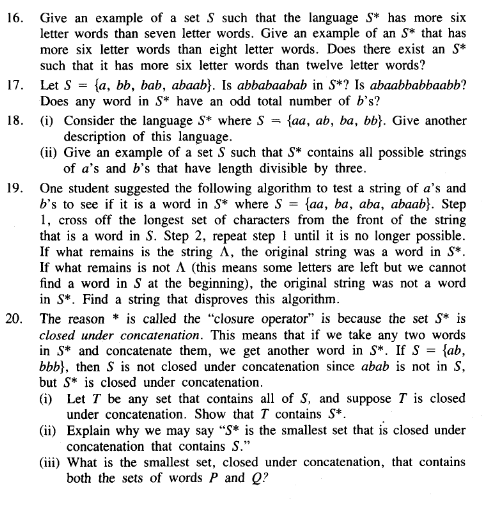 16. Give an example of a set S such that the language S* has more six
letter words than seven letter words. Give an example of an S* that has
more six letter words than eight letter words. Does there exist an S*
such that it has more six letter words than twelve letter words?
17. Let S = {a, bb, bab, abaab}. Is abbabaabab in S*? Is abaabbabbaabb?
Does any word in S* have an odd total number of b's?
18. (i) Consider the language S* where S = {aa, ab, ba, bb}. Give another
description of this language.
(ii) Give an example of a set S such that S* contains all possible strings
of a's and b's that have length divisible by three.
19. One student suggested the following algorithm to test a string of a's and
b's to see if it is a word in S* where S = {aa, ba, aba, abaab}. Step
1, cross off the longest set of characters from the front of the string
that is a word in S. Step 2, repeat step 1 until it is no longer possible.
If what remains is the string Λ, the original string was a word in S*.
If what remains is not Λ (this means some letters are left but we cannot
find a word in S at the beginning), the original string was not a word
in S*. Find a string that disproves this algorithm.
20. The reason * is called the "closure operator" is because the set S* is
closed under concatenation. This means that if we take any two words
in S* and concatenate them, we get another word in S*. If S = {ab,
bbb}, then S is not closed under concatenation since abab is not in S,
but S* is closed under concatenation.
(i) Let T be any set that contains all of S, and suppose T is closed
under concatenation. Show that T contains S*.
(ii) Explain why we may say "S* is the smallest set that is closed under
concatenation that contains S."
(iii) What is the smallest set, closed under concatenation, that contains
both the sets of words P and Q?